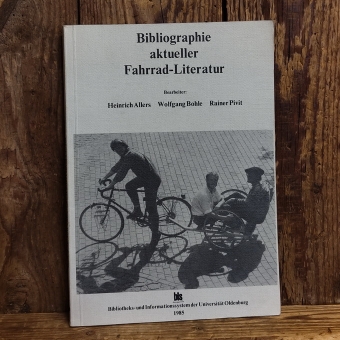 Bibliographie
aktueller
Fahrrad-Literatur
Bearbeiter:
Heinrich Allers Wolfgang Bohle Rainer Pivit
bis
Bibliotheks- und Informationssystem der Universität Oldenburg
1985